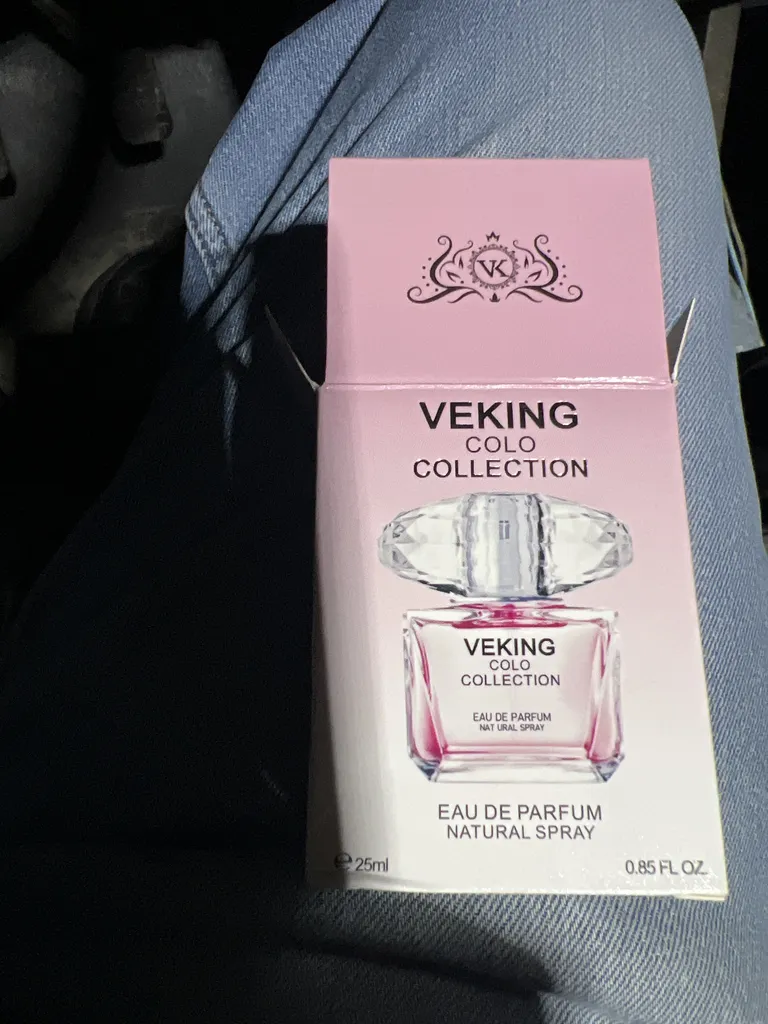 VK
VEKING
COLO
COLLECTION
VEKING
COLO
COLLECTION
EAU DE PARFUM
NAT URAL SPRAY
EAU DE PARFUM
NATURAL SPRAY
℮ 25ml
0.85 FL OZ.